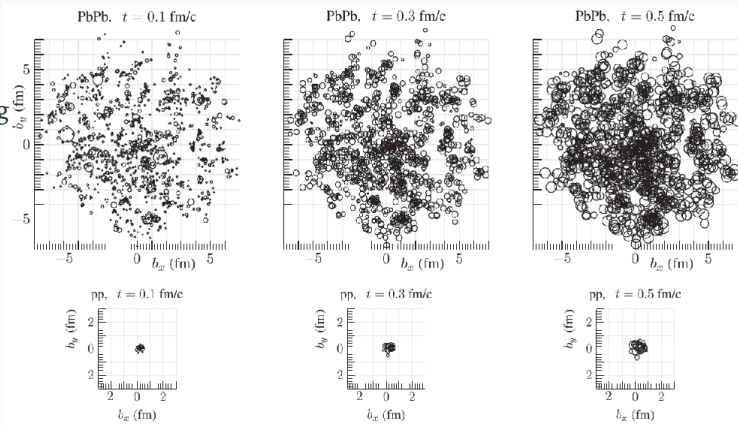 PbPb, t = 0.1 fm/c
PbPb, t = 0.3 fm/c
PbPb, t = 0.5 fm/c
g
b_y (fm)
5
0
−5
−5 0 b_x (fm) 5
−5 0 b_x (fm) 5
−5 0 b_x (fm) 5
pp, t = 0.1 fm/c
pp, t = 0.3 fm/c
pp, t = 0.5 fm/c
b_y (fm)
2
0
2
2 0 2
b_x (fm)
b_y (fm)
2
0
2
2 0 2
b_x (fm)
b_y (fm)
2
0
2
2 0 2
b_x (fm)